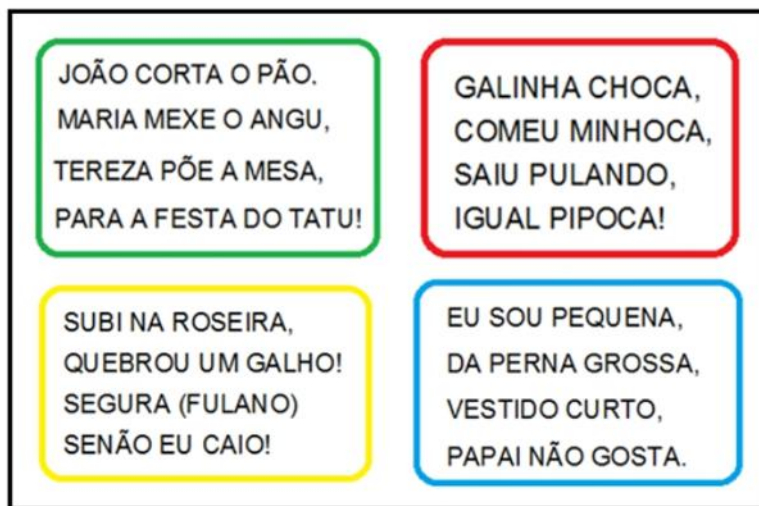 JOÃO CORTA O PÃO.
MARIA MEXE O ANGU,
TEREZA PÕE A MESA,
PARA A FESTA DO TATU!
GALINHA CHOCA,
COMEU MINHOCA,
SAIU PULANDO,
IGUAL PIPOCA!
SUBI NA ROSEIRA,
QUEBROU UM GALHO!
SEGURA (FULANO)
SENÃO EU CAIO!
EU SOU PEQUENA,
DA PERNA GROSSA,
VESTIDO CURTO,
PAPAI NÃO GOSTA.